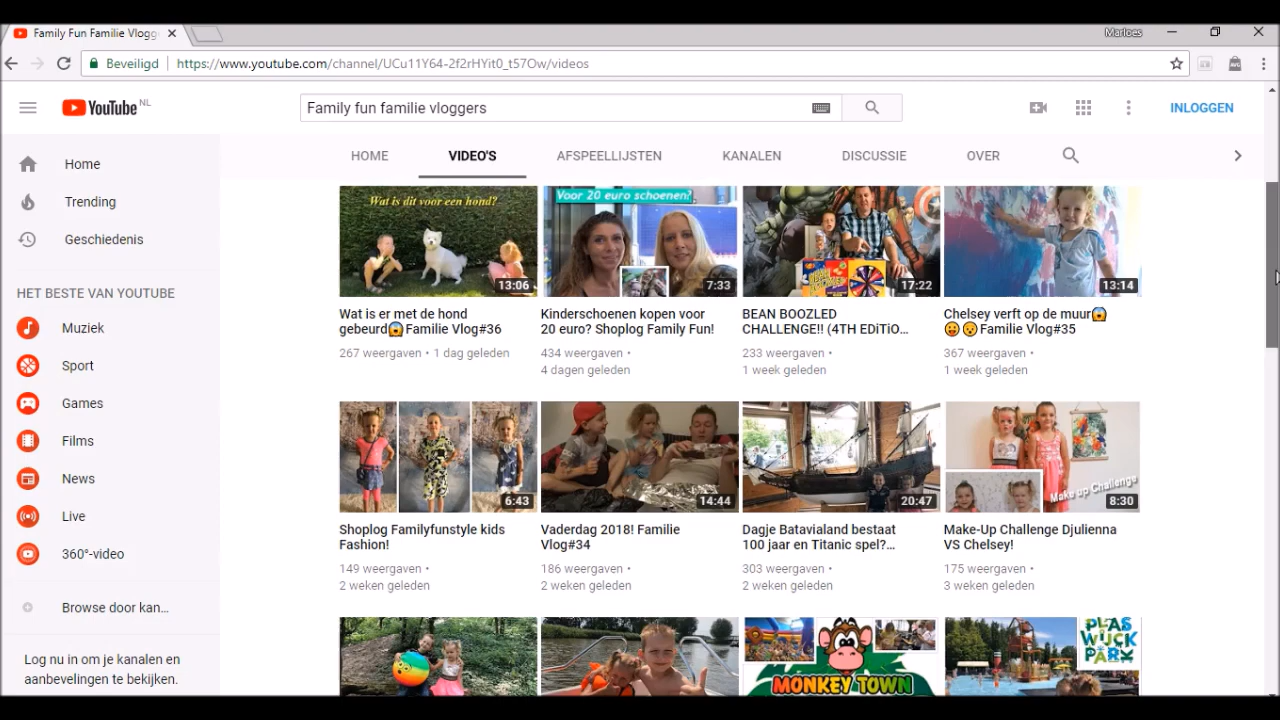 Family Fun Familie Vlogg
Marloes
Beveiligd
https://www.youtube.com/channel/UCu11Y64-2f2rHYit0_t57Ow/videos
YouTube NL
Family fun familie vloggers
INLOGGEN
HOME
VIDEO'S
AFSPEELLIJSTEN
KANALEN
DISCUSSIE
OVER
Home
Trending
Geschiedenis
HET BESTE VAN YOUTUBE
Muziek
Sport
Games
Films
News
Live
360°-video
Browse door kan...
Log nu in om je kanalen en
aanbevelingen te bekijken.
Wat is dit voor een hond?
13:06
Wat is er met de hond
gebeurd😱Familie Vlog#36
267 weergaven • 1 dag geleden
Voor 20 euro schoenen?
7:33
Kinderschoenen kopen voor
20 euro? Shoplog Family Fun!
434 weergaven •
4 dagen geleden
17:22
BEAN BOOZLED
CHALLENGE!! (4TH EDiTiO...
233 weergaven •
1 week geleden
13:14
Chelsey verft op de muur😱
😛😯Familie Vlog#35
367 weergaven •
1 week geleden
6:43
Shoplog Familyfunstyle kids
Fashion!
149 weergaven •
2 weken geleden
14:44
Vaderdag 2018! Familie
Vlog#34
186 weergaven •
2 weken geleden
20:47
Dagje Batavialand bestaat
100 jaar en Titanic spel?...
303 weergaven •
2 weken geleden
Make up Challenge
8:30
Make-Up Challenge Djulienna
VS Chelsey!
175 weergaven •
3 weken geleden
MONKEY TOWN
PLAS
WIJCK
PARK